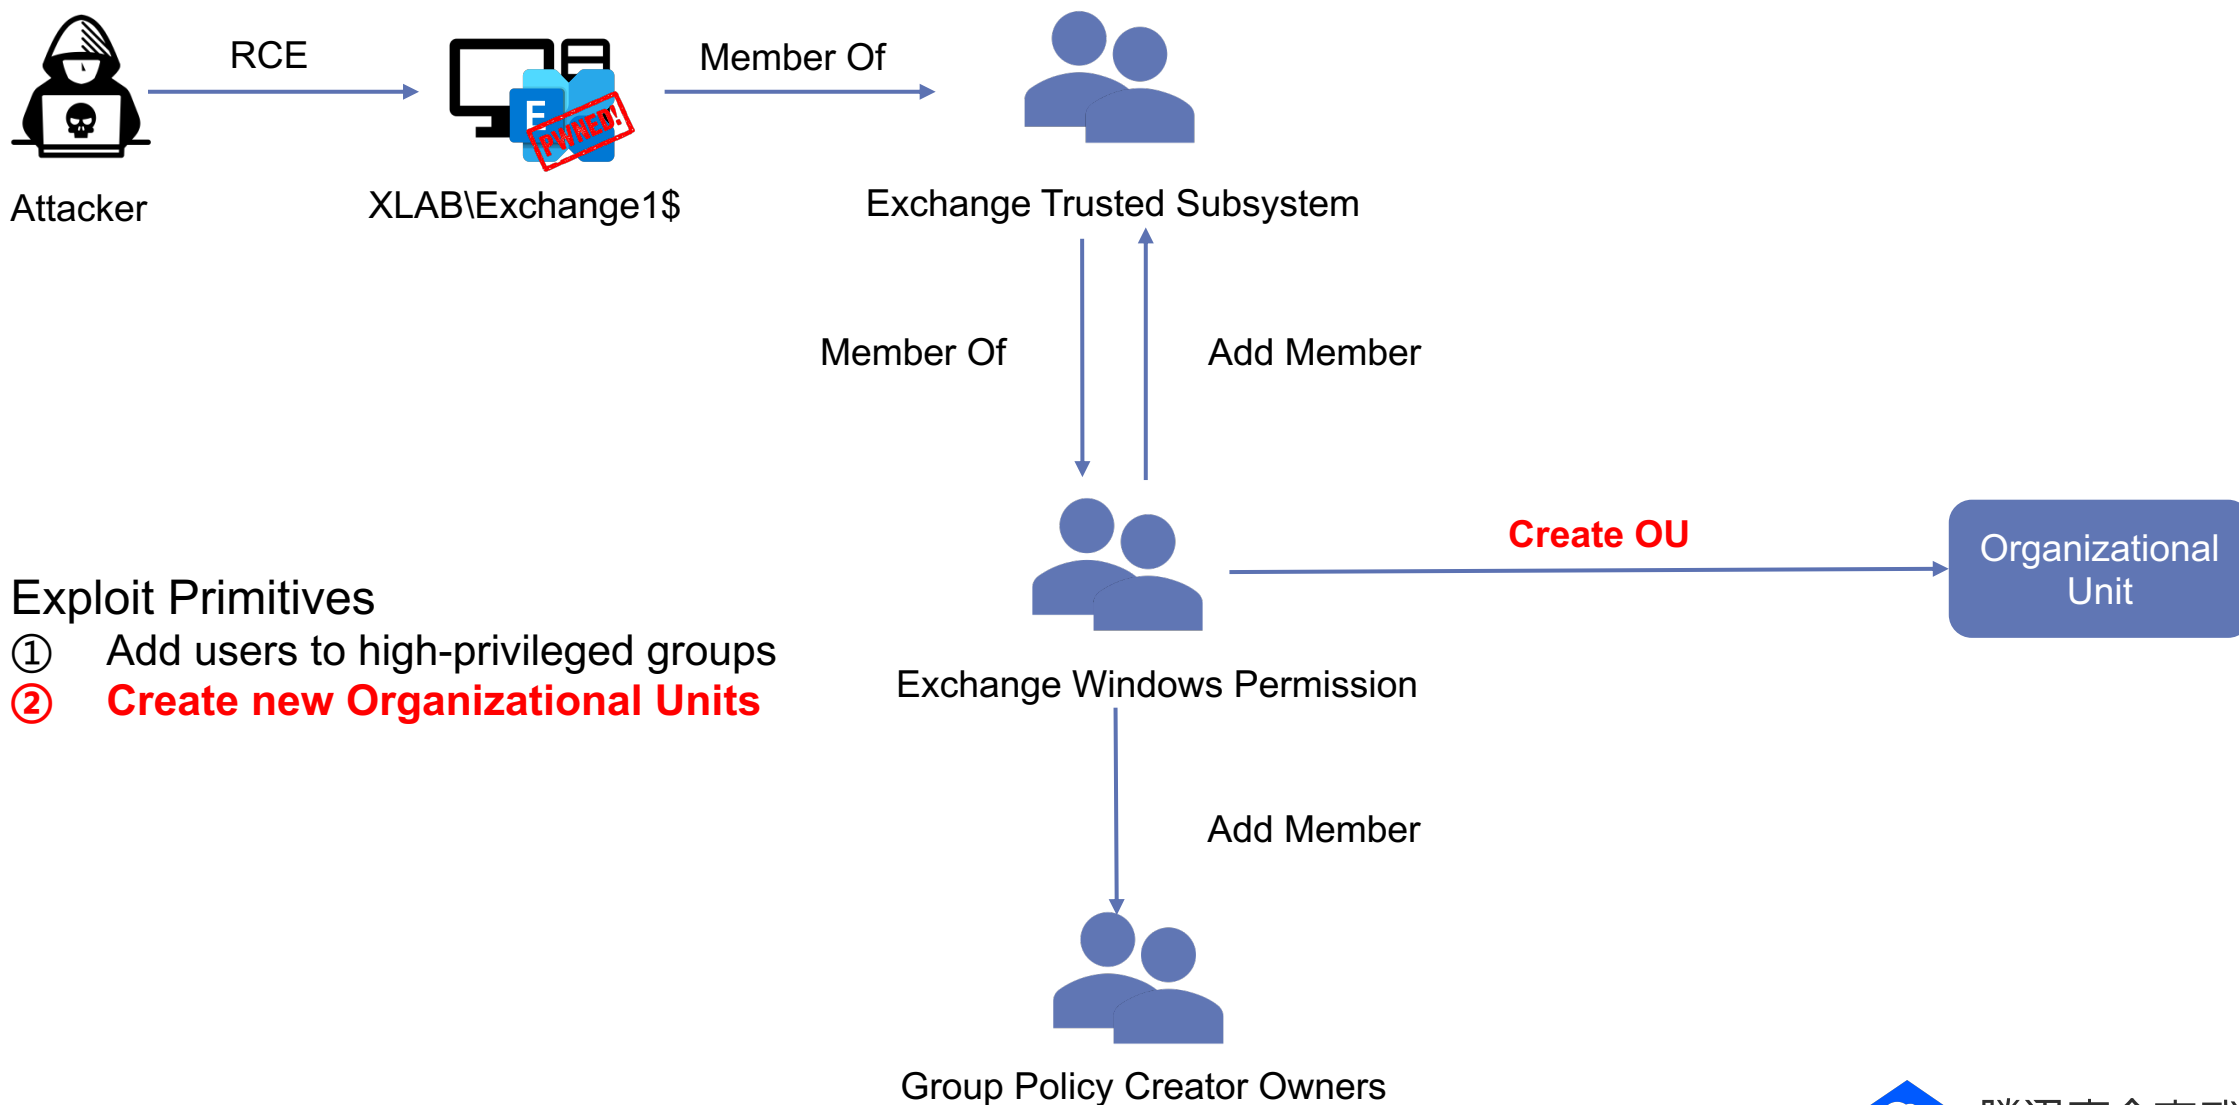 RCE
Member Of
E
PWNED!
Attacker
XLAB\Exchange1$
Exchange Trusted Subsystem
Member Of
Add Member
Create OU
Organizational
Unit
Exploit Primitives
① Add users to high-privileged groups
② Create new Organizational Units
Exchange Windows Permission
Add Member
Group Policy Creator Owners